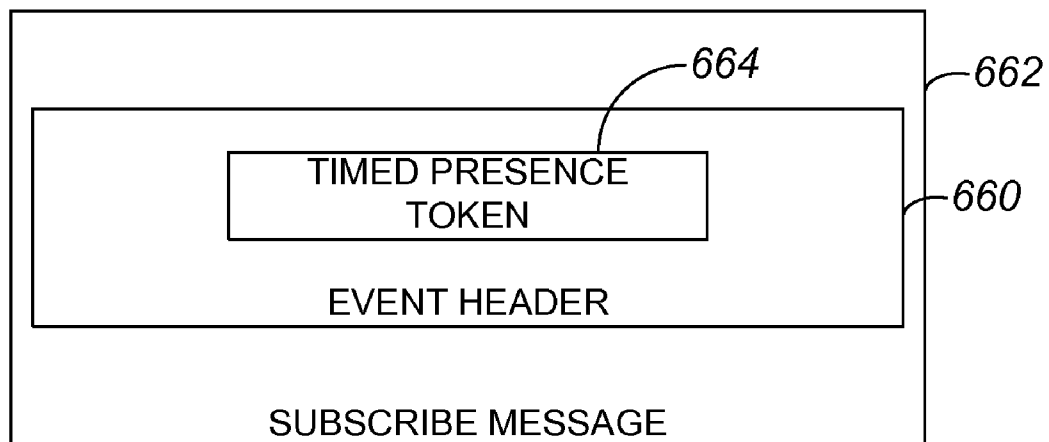 664
662
TIMED PRESENCE
TOKEN
660
EVENT HEADER
SUBSCRIBE MESSAGE